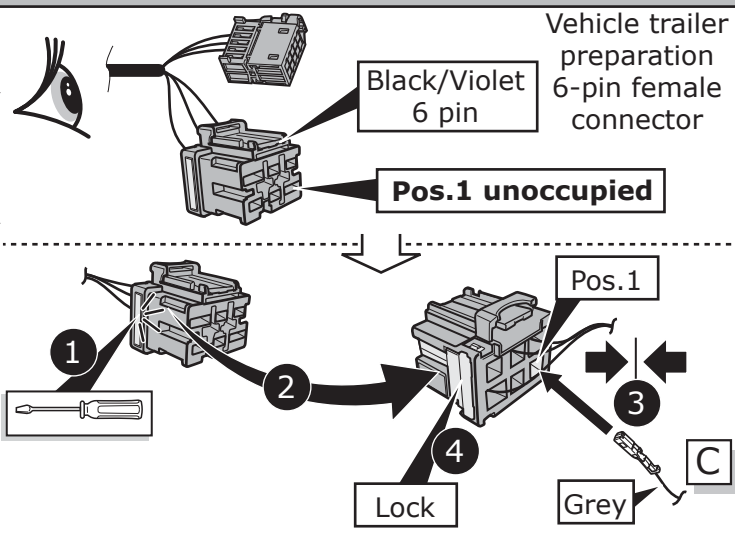 Vehicle trailer
preparation
6-pin female
connector
Black/Violet
6 pin
Pos.1 unoccupied
Pos.1
1
2
3
4
C
Lock
Grey